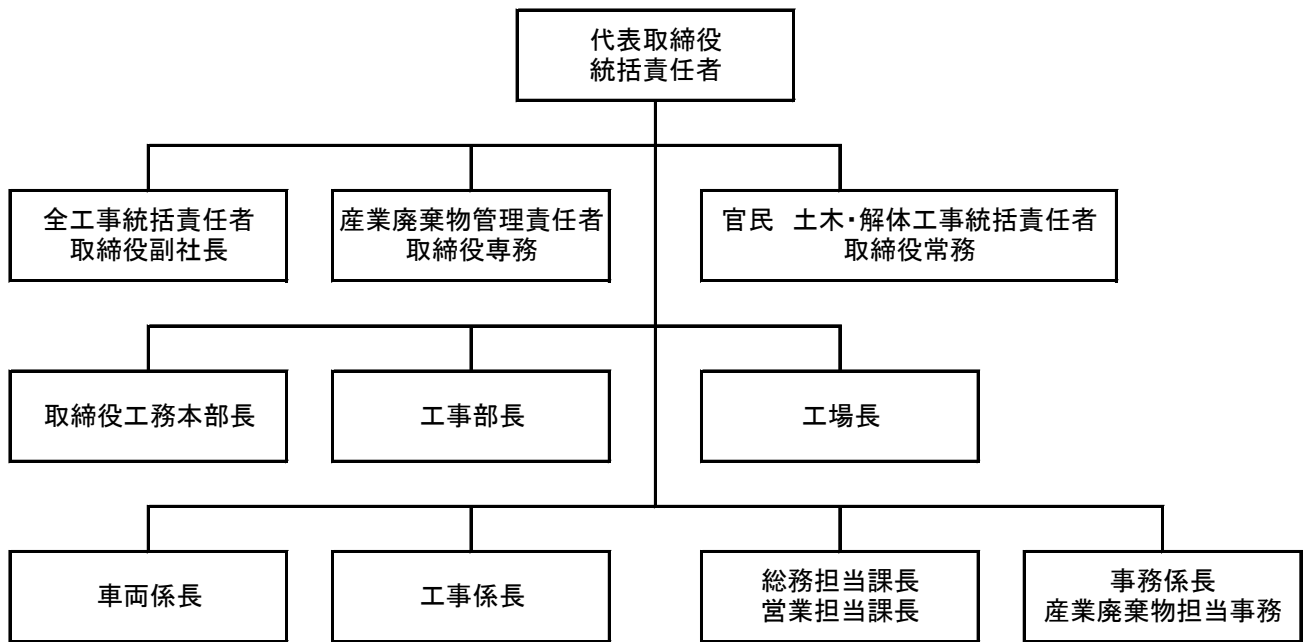 代表取締役
統括責任者
全工事統括責任者
取締役副社長
産業廃棄物管理責任者
取締役専務
官民　土木・解体工事統括責任者
取締役常務
取締役工務本部長
工事部長
工場長
車両係長
工事係長
総務担当課長
営業担当課長
事務係長
産業廃棄物担当事務